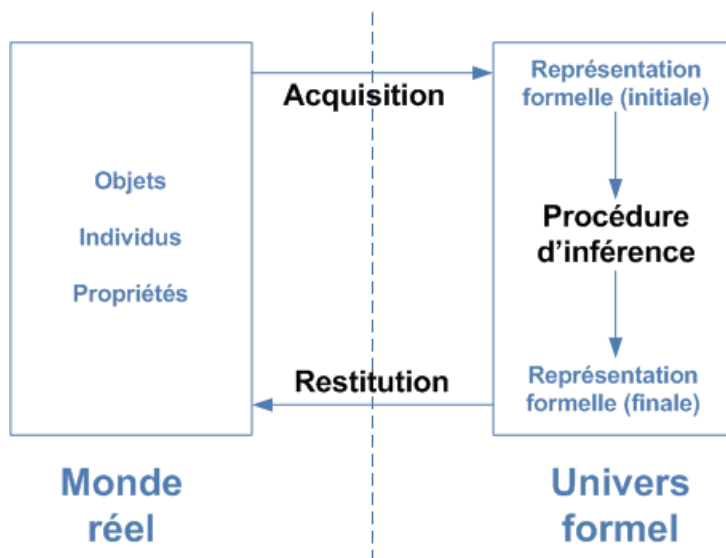 Acquisition
Objets
Individus
Propriétés
Restitution
Monde
réel
Représentation
formelle (initiale)
Procédure
d'inférence
Représentation
formelle (finale)
Univers
formel